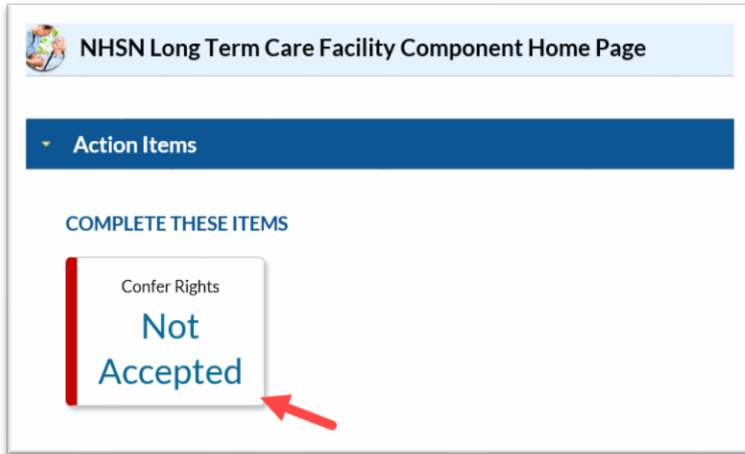 NHSN Long Term Care Facility Component Home Page
Action Items
COMPLETE THESE ITEMS
Confer Rights
Not
Accepted